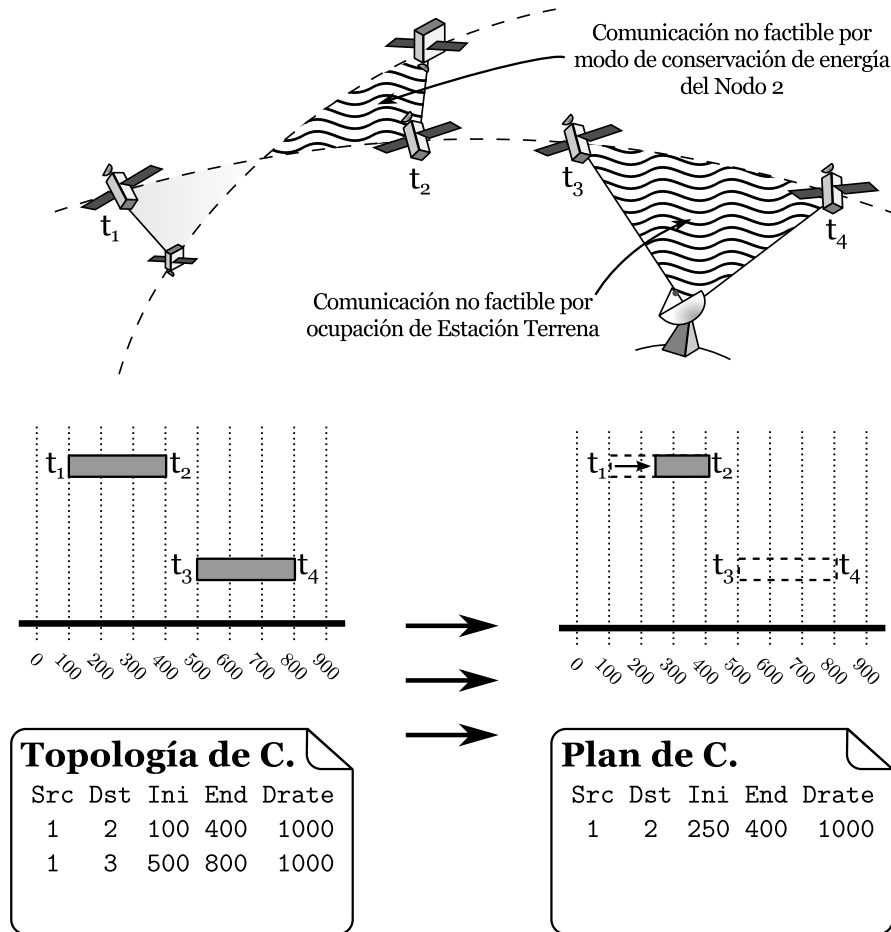 Comunicación no factible por
modo de conservación de energía
del Nodo 2
t1
t2
t3
t4
Comunicación no factible por
ocupación de Estación Terrena
t1
t2
t3
t4
0
100
200
300
400
500
600
700
800
900
t1
t2
t3
t4
0
100
200
300
400
500
600
700
800
900
Topología de C.
Src Dst Ini End Drate
1 2 100 400 1000
1 3 500 800 1000
Plan de C.
Src Dst Ini End Drate
1 2 250 400 1000